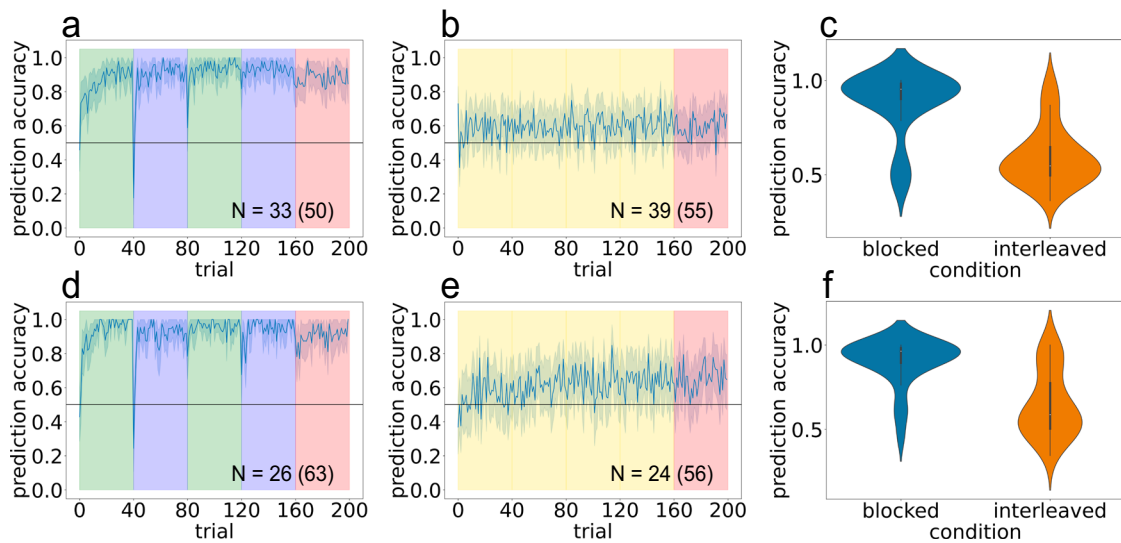 a
prediction accuracy
1.0
0.8
0.6
0.4
0.2
0.0
N = 33 (50)
0 40 80 120 160 200
trial
b
prediction accuracy
1.0
0.8
0.6
0.4
0.2
0.0
N = 39 (55)
0 40 80 120 160 200
trial
c
prediction accuracy
1.0
0.5
blocked interleaved
condition
d
prediction accuracy
1.0
0.8
0.6
0.4
0.2
0.0
N = 26 (63)
0 40 80 120 160 200
trial
e
prediction accuracy
1.0
0.8
0.6
0.4
0.2
0.0
N = 24 (56)
0 40 80 120 160 200
trial
f
prediction accuracy
1.0
0.5
blocked interleaved
condition